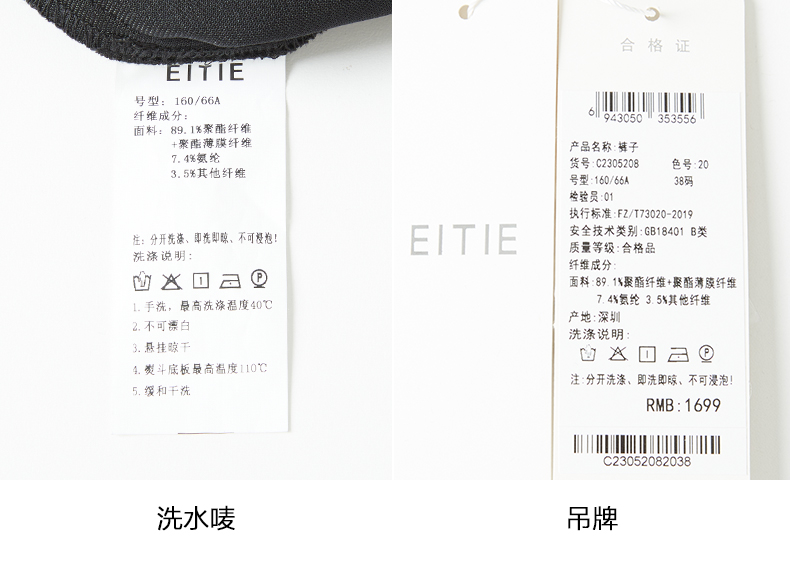 EITIE
号型: 160/66A
纤维成分:
面料: 89.1%聚酯纤维
+聚酯薄膜纤维
7.4%氨纶
3.5%其他纤维
注: 分开洗涤、即洗即晾、不可浸泡!
洗涤说明:
1.手洗, 最高洗涤温度40℃
2.不可漂白
3.悬挂晾干
4.熨斗底板最高温度110℃
5.缓和干洗
洗水唛
EITIE
合格证
6 943050 353556
产品名称:裤子
货号:C2305208 色号:20
号型:160/66A 38码
检验员:01
执行标准:FZ/T73020-2019
安全技术类别:GB18401 B类
质量等级:合格品
纤维成分:
面料:89.1%聚酯纤维+聚酯薄膜纤维
7.4%氨纶 3.5%其他纤维
产地:深圳
洗涤说明:
注:分开洗涤、即洗即晾、不可浸泡!
RMB:1699
C23052082038
吊牌